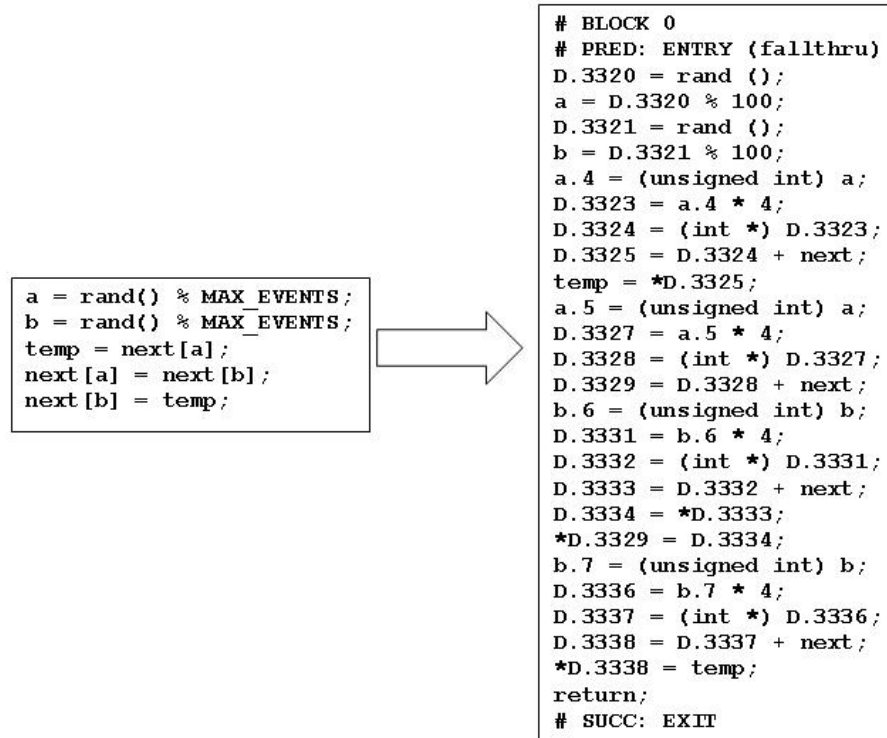 a = rand() % MAX_EVENTS;
b = rand() % MAX_EVENTS;
temp = next[a];
next[a] = next[b];
next[b] = temp;
# BLOCK 0
# PRED: ENTRY (fallthru)
D.3320 = rand ();
a = D.3320 % 100;
D.3321 = rand ();
b = D.3321 % 100;
a.4 = (unsigned int) a;
D.3323 = a.4 * 4;
D.3324 = (int *) D.3323;
D.3325 = D.3324 + next;
temp = *D.3325;
a.5 = (unsigned int) a;
D.3327 = a.5 * 4;
D.3328 = (int *) D.3327;
D.3329 = D.3328 + next;
b.6 = (unsigned int) b;
D.3331 = b.6 * 4;
D.3332 = (int *) D.3331;
D.3333 = D.3332 + next;
D.3334 = *D.3333;
*D.3329 = D.3334;
b.7 = (unsigned int) b;
D.3336 = b.7 * 4;
D.3337 = (int *) D.3336;
D.3338 = D.3337 + next;
*D.3338 = temp;
return;
# SUCC: EXIT